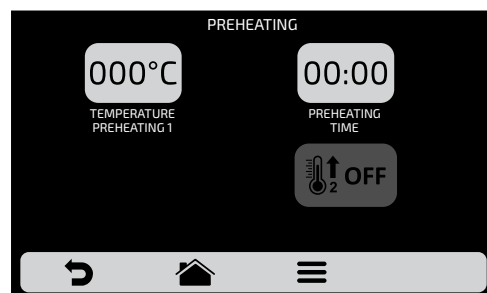 PREHEATING
000°C
00:00
TEMPERATURE
PREHEATING 1
PREHEATING
TIME
2 OFF